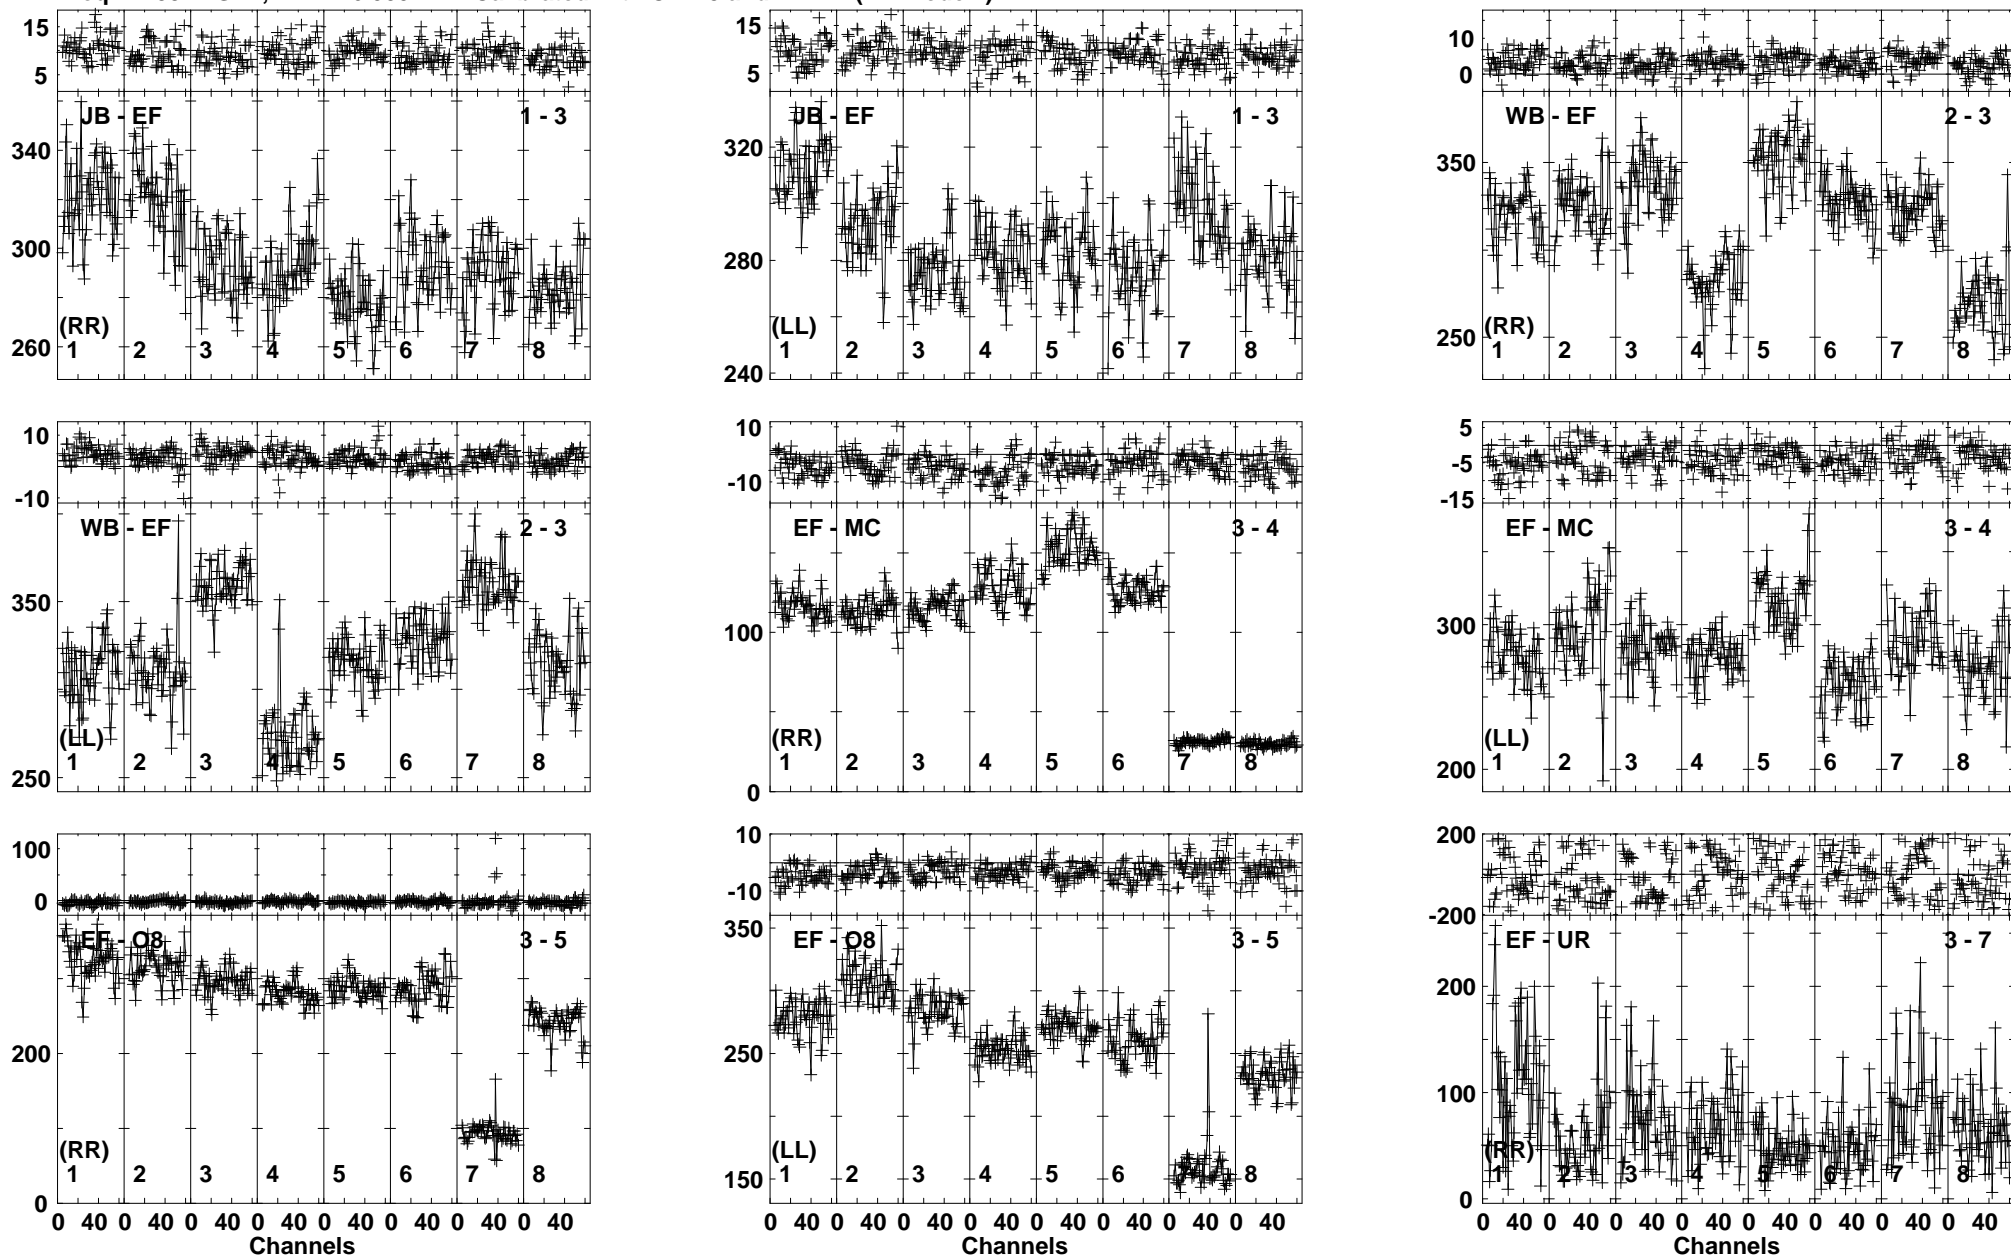 15 5 JB - EF 1 - 3 340 300 260 (RR) 1 2 3 4 5 6 7 8
15 5 JB - EF 1 - 3 320 280 240 (LL) 1 2 3 4 5 6 7 8
10 0 WB - EF 2 - 3 350 250 (RR) 1 2 3 4 5 6 7 8
10 -10 WB - EF 2 - 3 350 250 (LL) 1 2 3 4 5 6 7 8
10 -10 EF - MC 3 - 4 100 0 (RR) 1 2 3 4 5 6 7 8
5 -5 -15 EF - MC 3 - 4 300 200 (LL) 1 2 3 4 5 6 7 8
100 0 EF - O8 3 - 5 200 0 (RR) 1 2 3 4 5 6 7 8
10 -10 EF - O8 3 - 5 350 250 150 (LL) 1 2 3 4 5 6 7 8
200 0 -200 EF - UR 3 - 7 200 100 0 (RR) 1 2 3 4 5 6 7 8
0 40 0 40 0 40 0 40 0 40 0 40 0 40 0 40
0 40 0 40 0 40 0 40 0 40 0 40 0 40 0 40
0 40 0 40 0 40 0 40 0 40 0 40 0 40 0 40
Channels
Channels
Channels